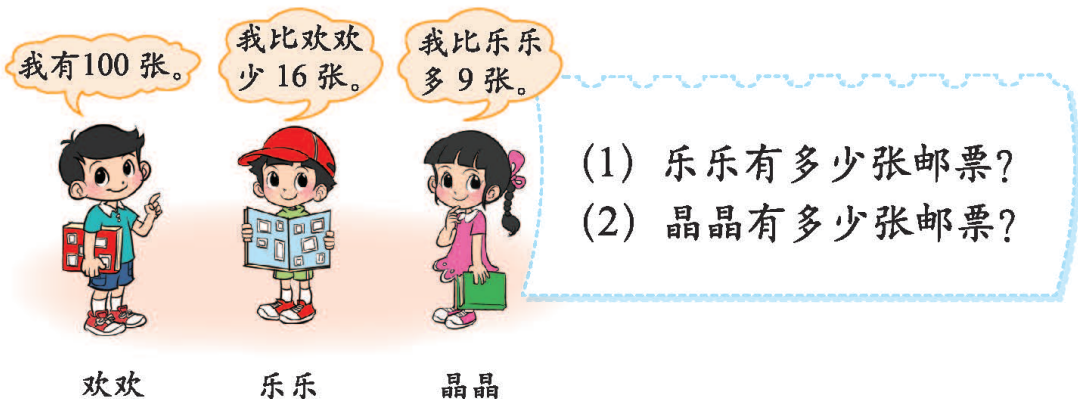 我有100 张。
我比欢欢
少 16 张。
我比乐乐
多 9 张。
(1) 乐乐有多少张邮票?
(2) 晶晶有多少张邮票?
欢欢
乐乐
晶晶